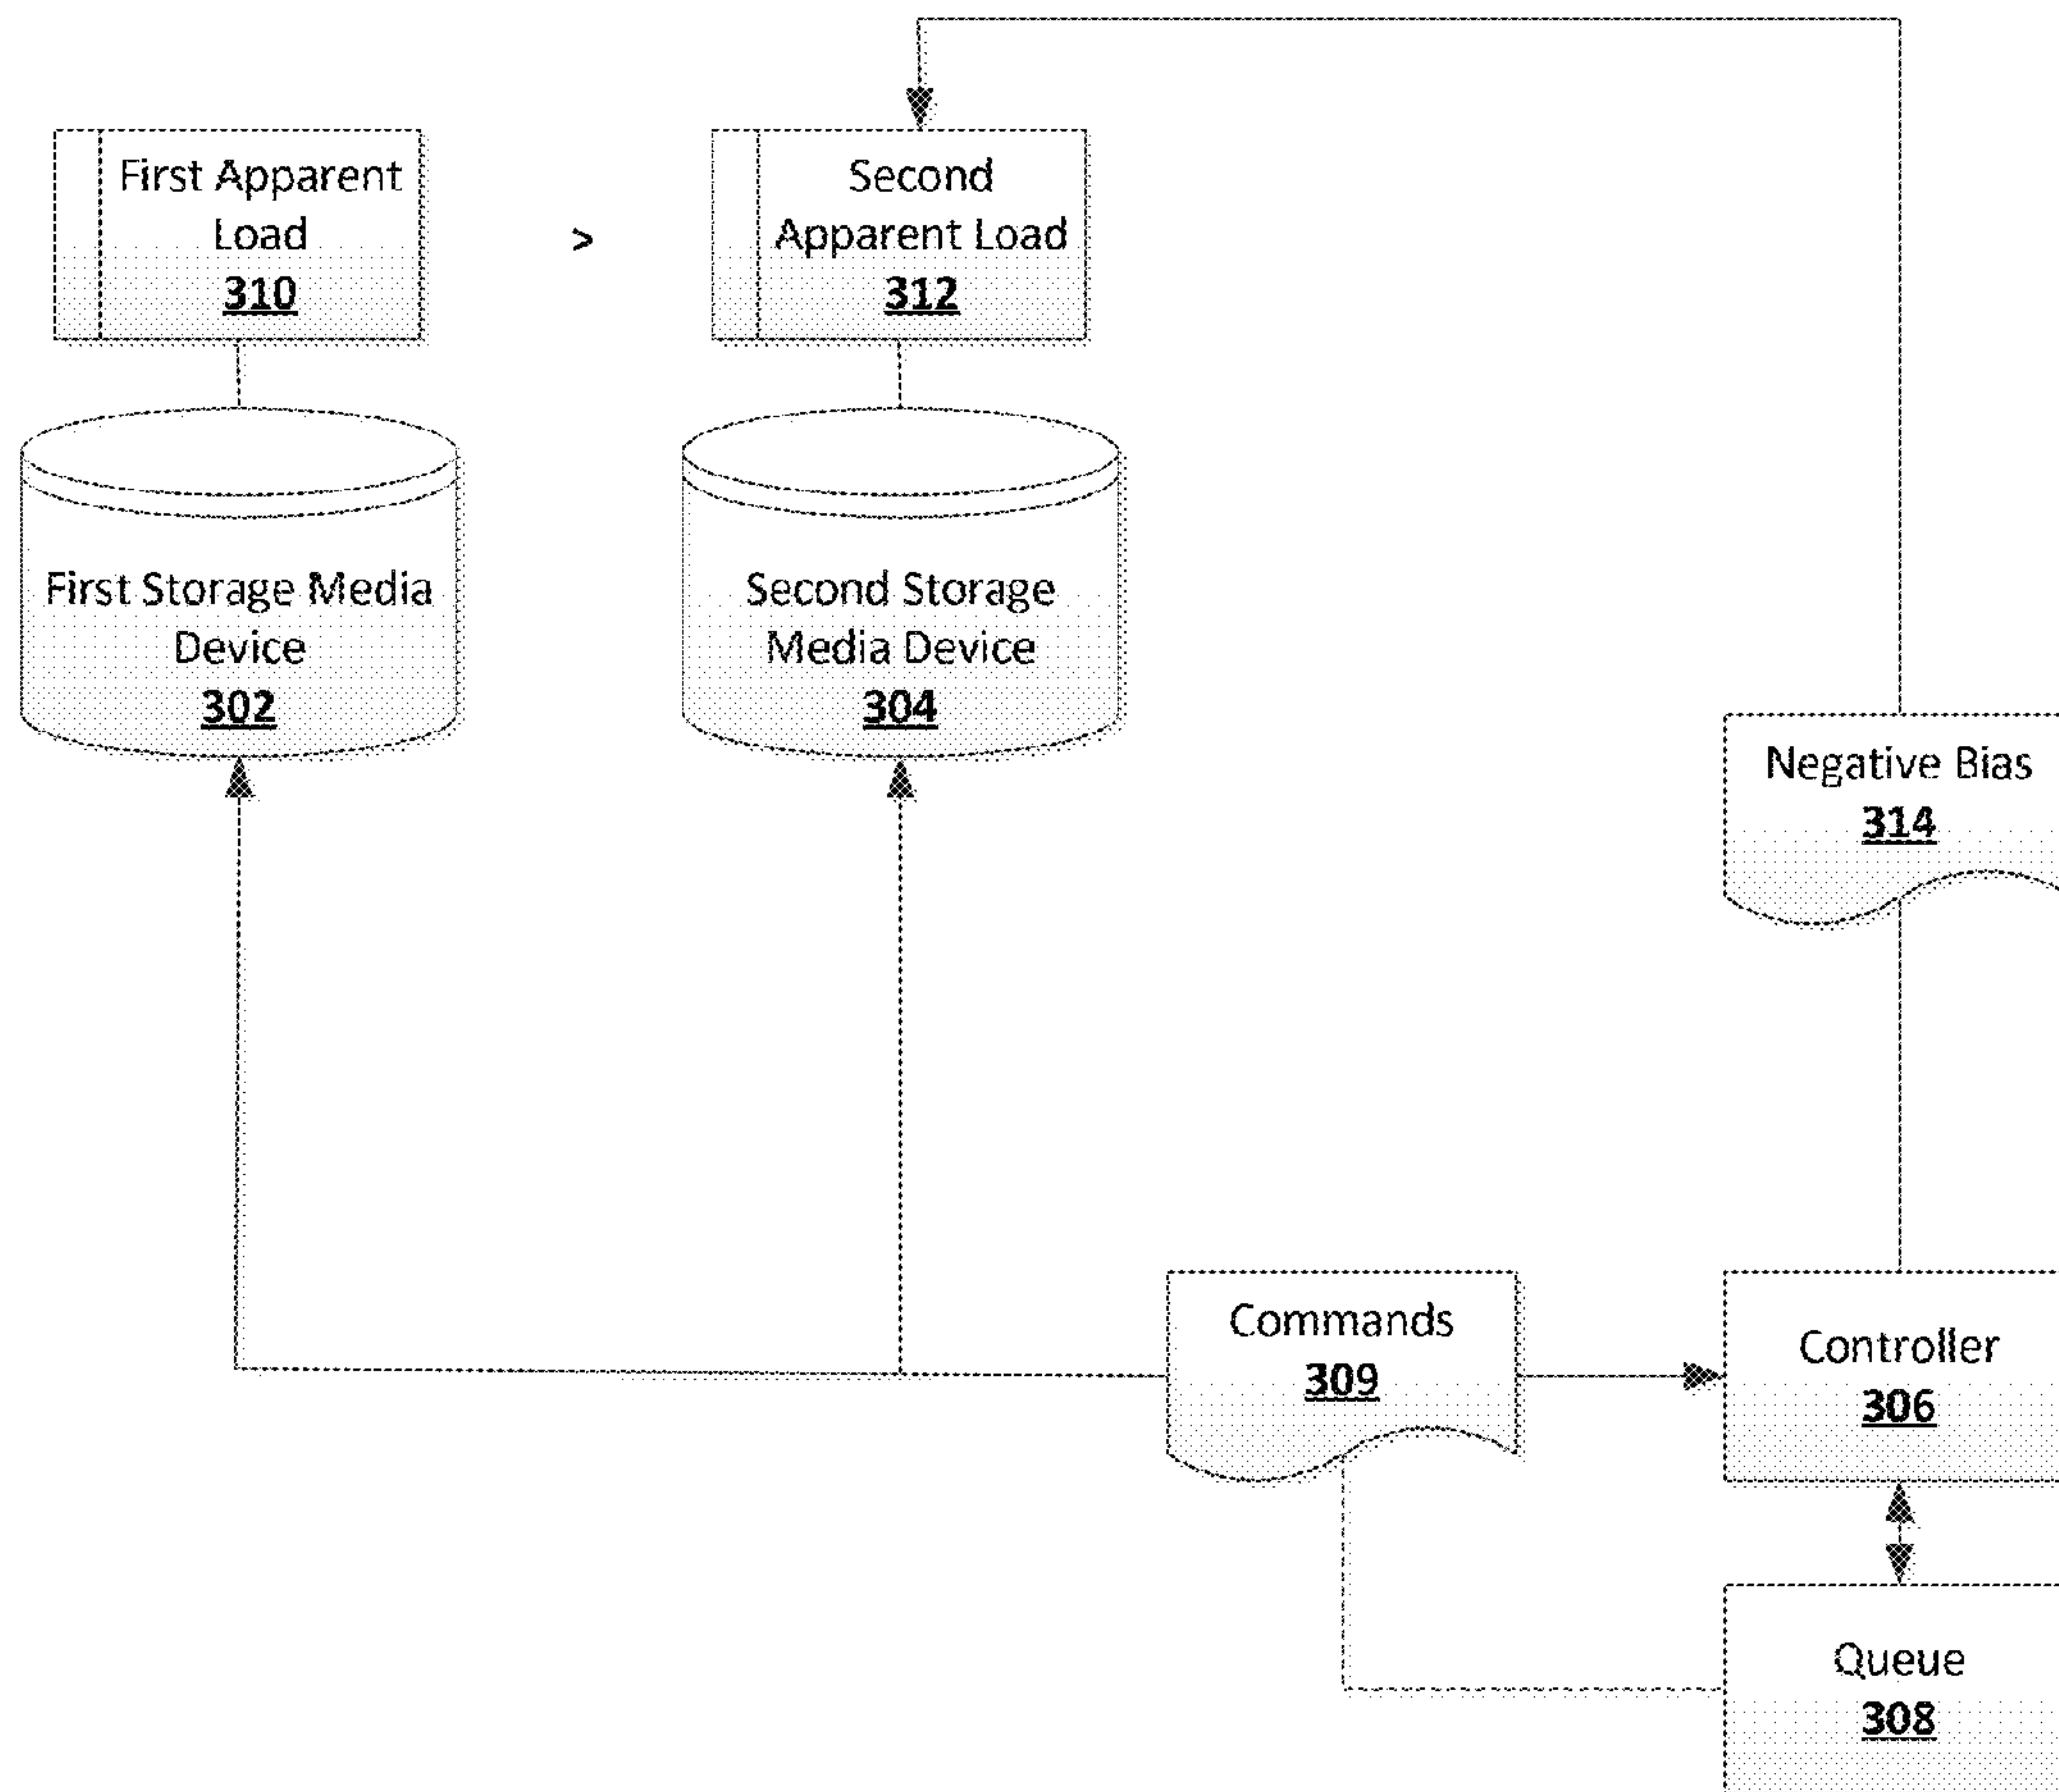 First Apparent
Load
310
>
Second
Apparent Load
312
First Storage Media
Device
302
Second Storage
Media Device
304
Negative Bias
314
Commands
309
Controller
306
Queue
308